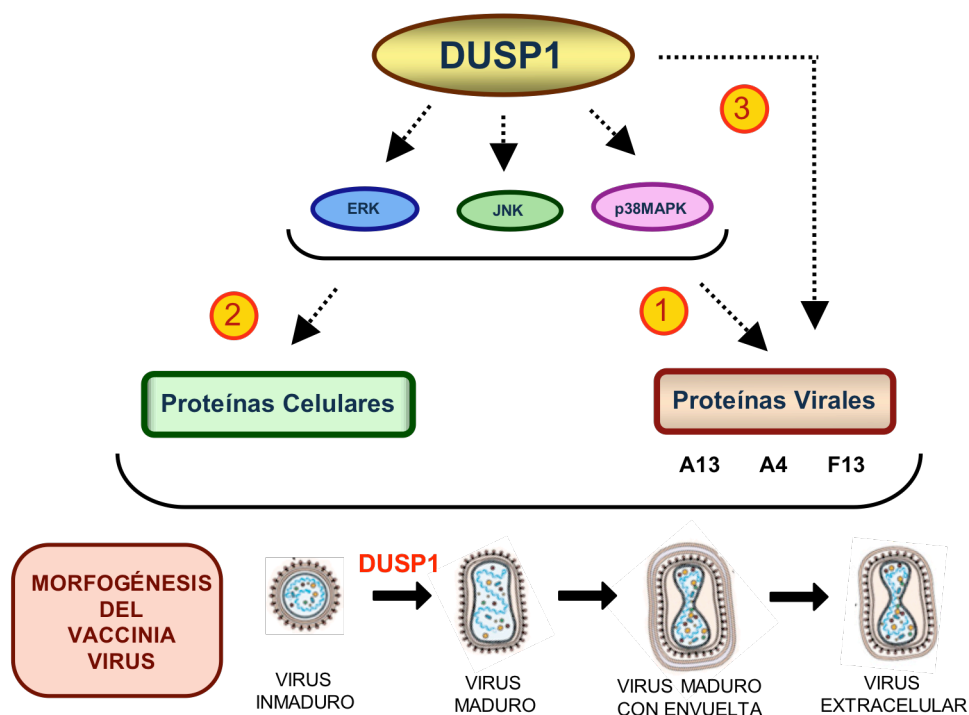 DUSP1
3
ERK
JNK
p38MAPK
2
1
Proteínas Celulares
Proteínas Virales
A13 A4 F13
MORFOGÉNESIS
DEL
VACCINIA
VIRUS
DUSP1
VIRUS
INMADURO
VIRUS
MADURO
VIRUS MADURO
CON ENVUELTA
VIRUS
EXTRACELULAR